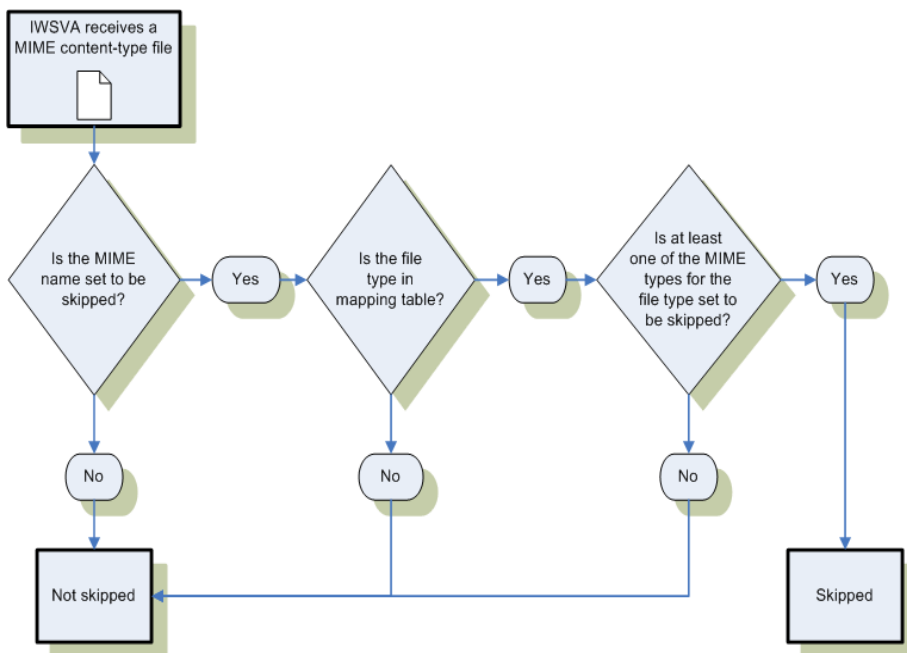 IWSVA receives a
MIME content-type file
Is the MIME
name set to be
skipped?
Yes
Is the file
type in
mapping table?
Yes
Is at least
one of the MIME
types for the
file type set to
be skipped?
Yes
No
No
No
Not skipped
Skipped